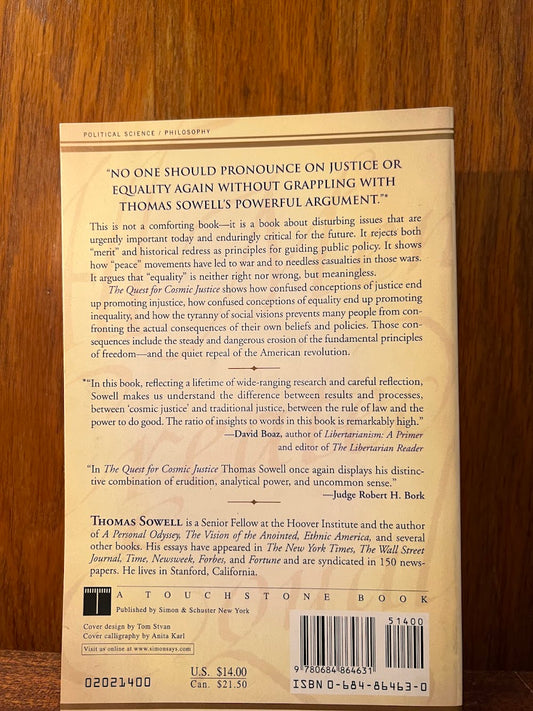 POLITICAL SCIENCE / PHILOSOPHY
"NO ONE SHOULD PRONOUNCE ON JUSTICE OR
EQUALITY AGAIN WITHOUT GRAPPLING WITH
THOMAS SOWELL'S POWERFUL ARGUMENT."*
This is not a comforting book—it is a book about disturbing issues that are
urgently important today and enduringly critical for the future. It rejects both
"merit" and historical redress as principles for guiding public policy. It shows
how "peace" movements have led to war and to needless casualties in those wars.
It argues that "equality" is neither right nor wrong, but meaningless.
The Quest for Cosmic Justice shows how confused conceptions of justice end
up promoting injustice, how confused conceptions of equality end up promoting
inequality, and how the tyranny of social visions prevents many people from con-
fronting the actual consequences of their own beliefs and policies. Those con-
sequences include the steady and dangerous erosion of the fundamental principles
of freedom—and the quiet repeal of the American revolution.
*"In this book, reflecting a lifetime of wide-ranging research and careful reflection,
Sowell makes us understand the difference between results and processes,
between 'cosmic justice' and traditional justice, between the rule of law and the
power to do good. The ratio of insights to words in this book is remarkably high."
—David Boaz, author of Libertarianism: A Primer
and editor of The Libertarian Reader
"In The Quest for Cosmic Justice Thomas Sowell once again displays his distinc-
tive combination of erudition, analytical power, and uncommon sense."
—Judge Robert H. Bork
THOMAS SOWELL is a Senior Fellow at the Hoover Institute and the author
of A Personal Odyssey, The Vision of the Anointed, Ethnic America, and several
other books. His essays have appeared in The New York Times, The Wall Street
Journal, Time, Newsweek, Forbes, and Fortune and are syndicated in 150 news-
papers. He lives in Stanford, California.
A TOUCHSTONE BOOK
Published by Simon & Schuster New York
Cover design by Tom Stvan
Cover calligraphy by Anita Karl
Visit us online at www.simonsays.com
02021400
U.S. $14.00
Can. $21.50
51400
9 780684 864631
ISBN 0-684-86463-0